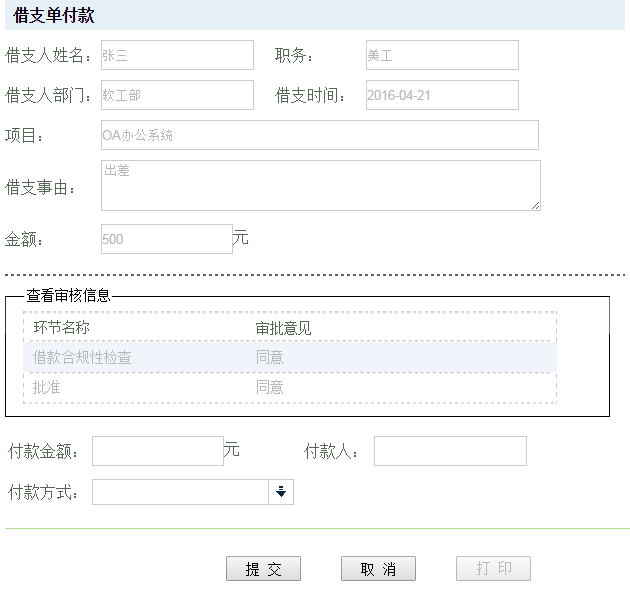 借支单付款
借支人姓名： 张三 职务： 美工
借支人部门： 软工部 借支时间： 2016-04-21
项目： OA办公系统
借支事由： 出差
金额： 500 元
查看审核信息
环节名称 审批意见
借款合规性检查 同意
批准 同意
付款金额： 元 付款人：
付款方式：
提 交 取 消 打 印